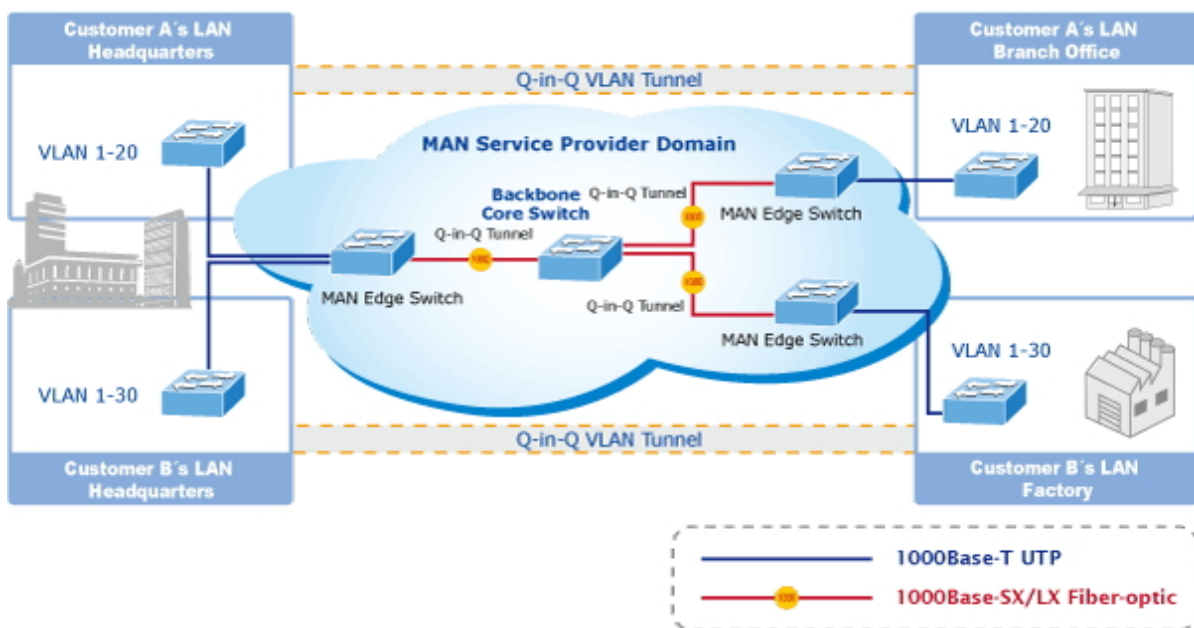 Customer A´s LAN
Headquarters
Customer A´s LAN
Branch Office
Q-in-Q VLAN Tunnel
VLAN 1-20
VLAN 1-20
MAN Service Provider Domain
Q-in-Q Tunnel
Backbone
Core Switch
MAN Edge Switch
Q-in-Q Tunnel
MAN Edge Switch
Q-in-Q Tunnel
MAN Edge Switch
VLAN 1-30
VLAN 1-30
Q-in-Q VLAN Tunnel
Customer B´s LAN
Headquarters
Customer B´s LAN
Factory
1000Base-T UTP
1000Base-SX/LX Fiber-optic